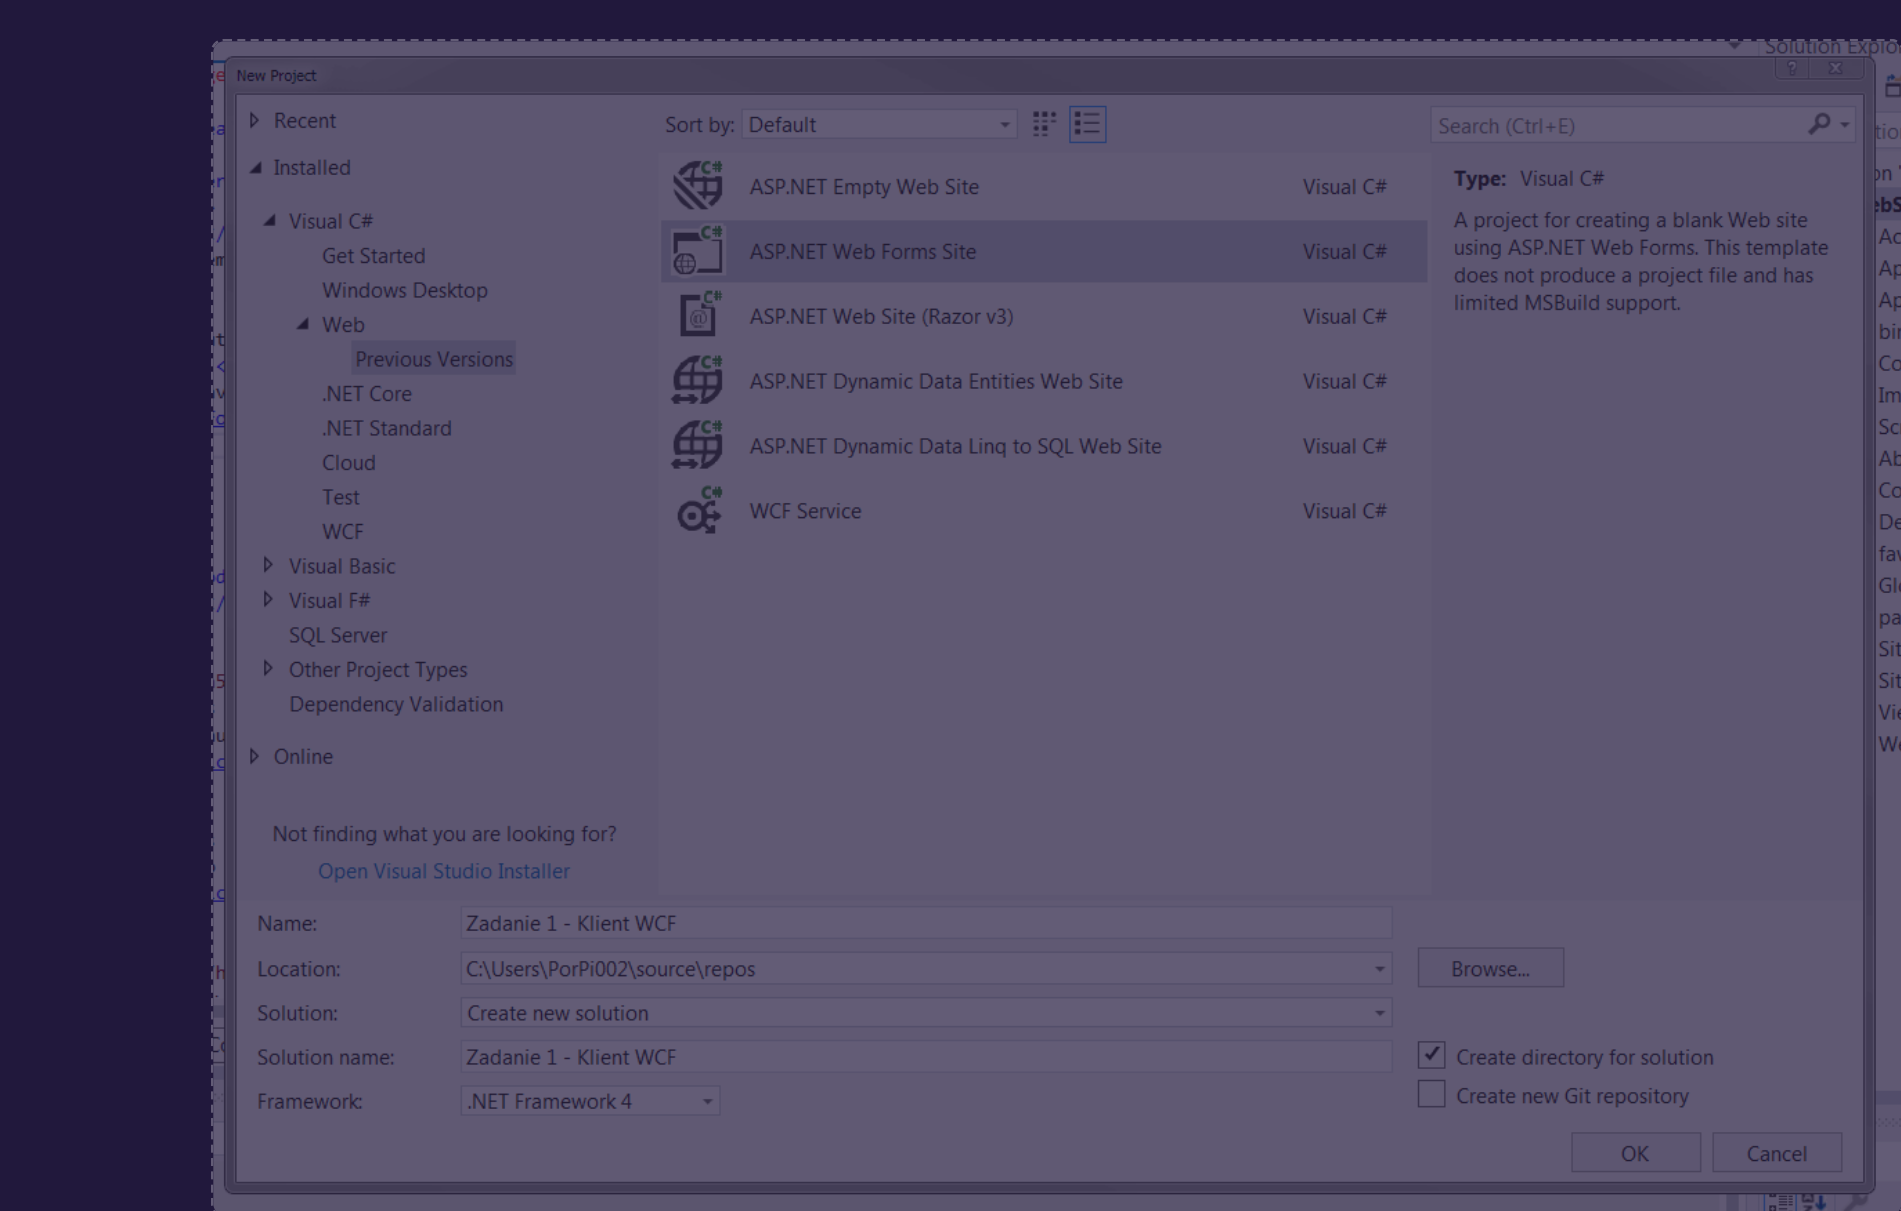 Solution Explo
New Project
Recent
Installed
Visual C#
Get Started
Windows Desktop
Web
Previous Versions
.NET Core
.NET Standard
Cloud
Test
WCF
Visual Basic
Visual F#
SQL Server
Other Project Types
Dependency Validation
Online
Not finding what you are looking for?
Open Visual Studio Installer
Sort by: Default
ASP.NET Empty Web Site Visual C#
ASP.NET Web Forms Site Visual C#
ASP.NET Web Site (Razor v3) Visual C#
ASP.NET Dynamic Data Entities Web Site Visual C#
ASP.NET Dynamic Data Linq to SQL Web Site Visual C#
WCF Service Visual C#
Search (Ctrl+E)
Type: Visual C#
A project for creating a blank Web site
using ASP.NET Web Forms. This template
does not produce a project file and has
limited MSBuild support.
Name: Zadanie 1 - Klient WCF
Location: C:\Users\PorPi002\source\repos
Browse...
Solution: Create new solution
Solution name: Zadanie 1 - Klient WCF
Create directory for solution
Framework: .NET Framework 4
Create new Git repository
OK Cancel